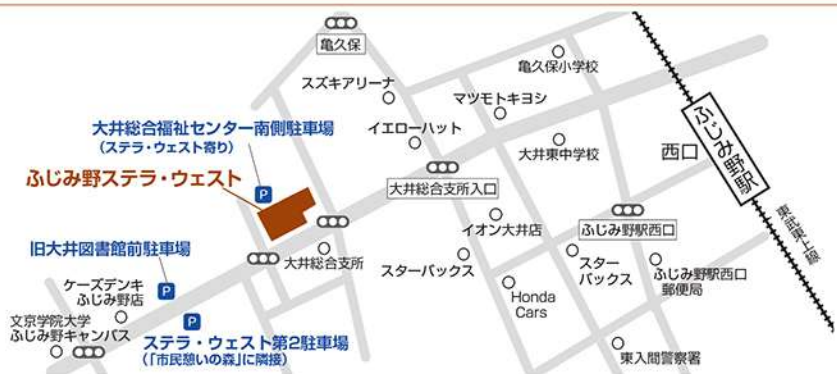 亀久保
亀久保小学校
スズキアリーナ
マツモトキヨシ
大井総合福祉センター南側駐車場
(ステラ・ウェスト寄り)
イエローハット
大井東中学校
西口
ふじみ野駅
ふじみ野ステラ・ウェスト
P
大井総合支所入口
イオン大井店
ふじみ野駅西口
東武東上線
旧大井図書館前駐車場
大井総合支所
スターバックス
スター
バックス
ふじみ野駅西口
郵便局
ケーズデンキ
ふじみ野店
P
Honda
Cars
文京学院大学
ふじみ野キャンパス
P
ステラ・ウェスト第2駐車場
(「市民憩いの森」に隣接)
東入間警察署